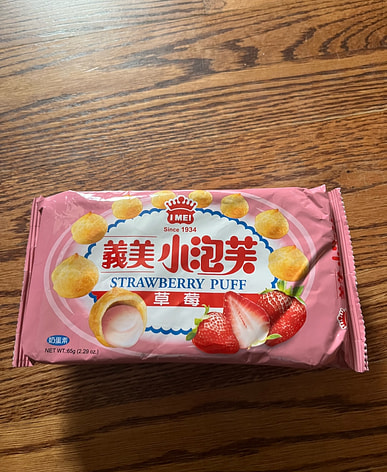 I MEI
Since 1934
義美小泡芙
STRAWBERRY PUFF
草莓
奶蛋素
NET WT. 65g (2.29 oz.)